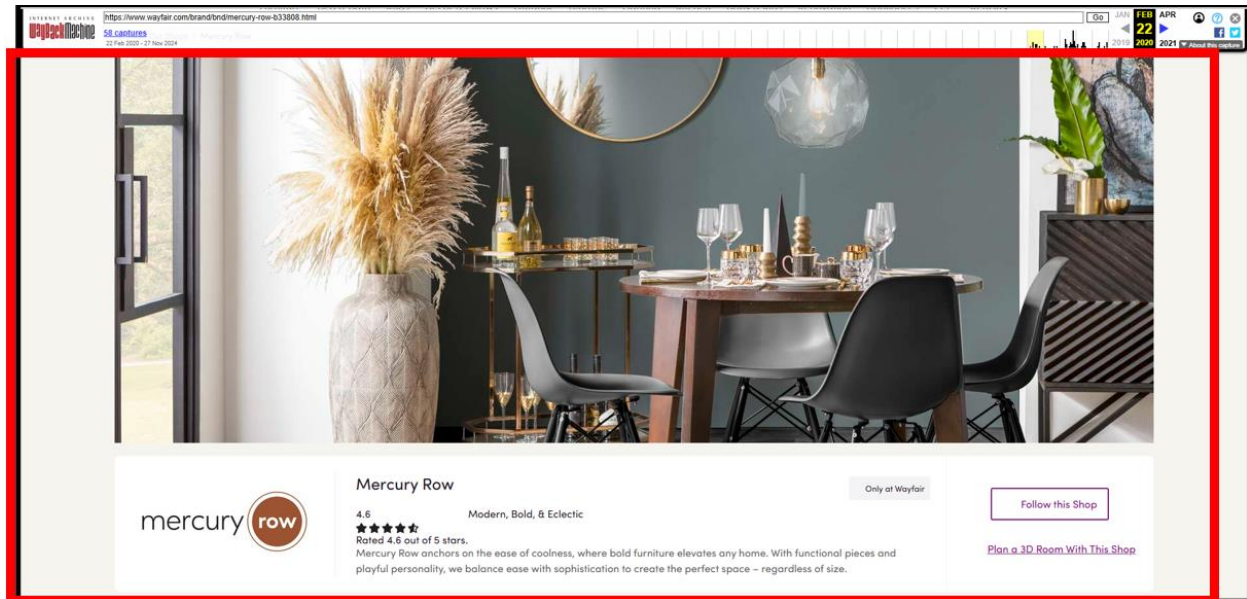 INTERNET ARCHIVE
WayBackMachine
https://www.wayfair.com/brand/bnd/mercury-row-b33808.html
Go
JAN FEB APR
58 captures
22
22 Feb 2020 - 27 Nov 2024
2019 2020 2021
About this capture
mercury row
Mercury Row
Only at Wayfair
4.6 Modern, Bold, & Eclectic
Rated 4.6 out of 5 stars.
Mercury Row anchors on the ease of coolness, where bold furniture elevates any home. With functional pieces and
playful personality, we balance ease with sophistication to create the perfect space – regardless of size.
Follow this Shop
Plan a 3D Room With This Shop